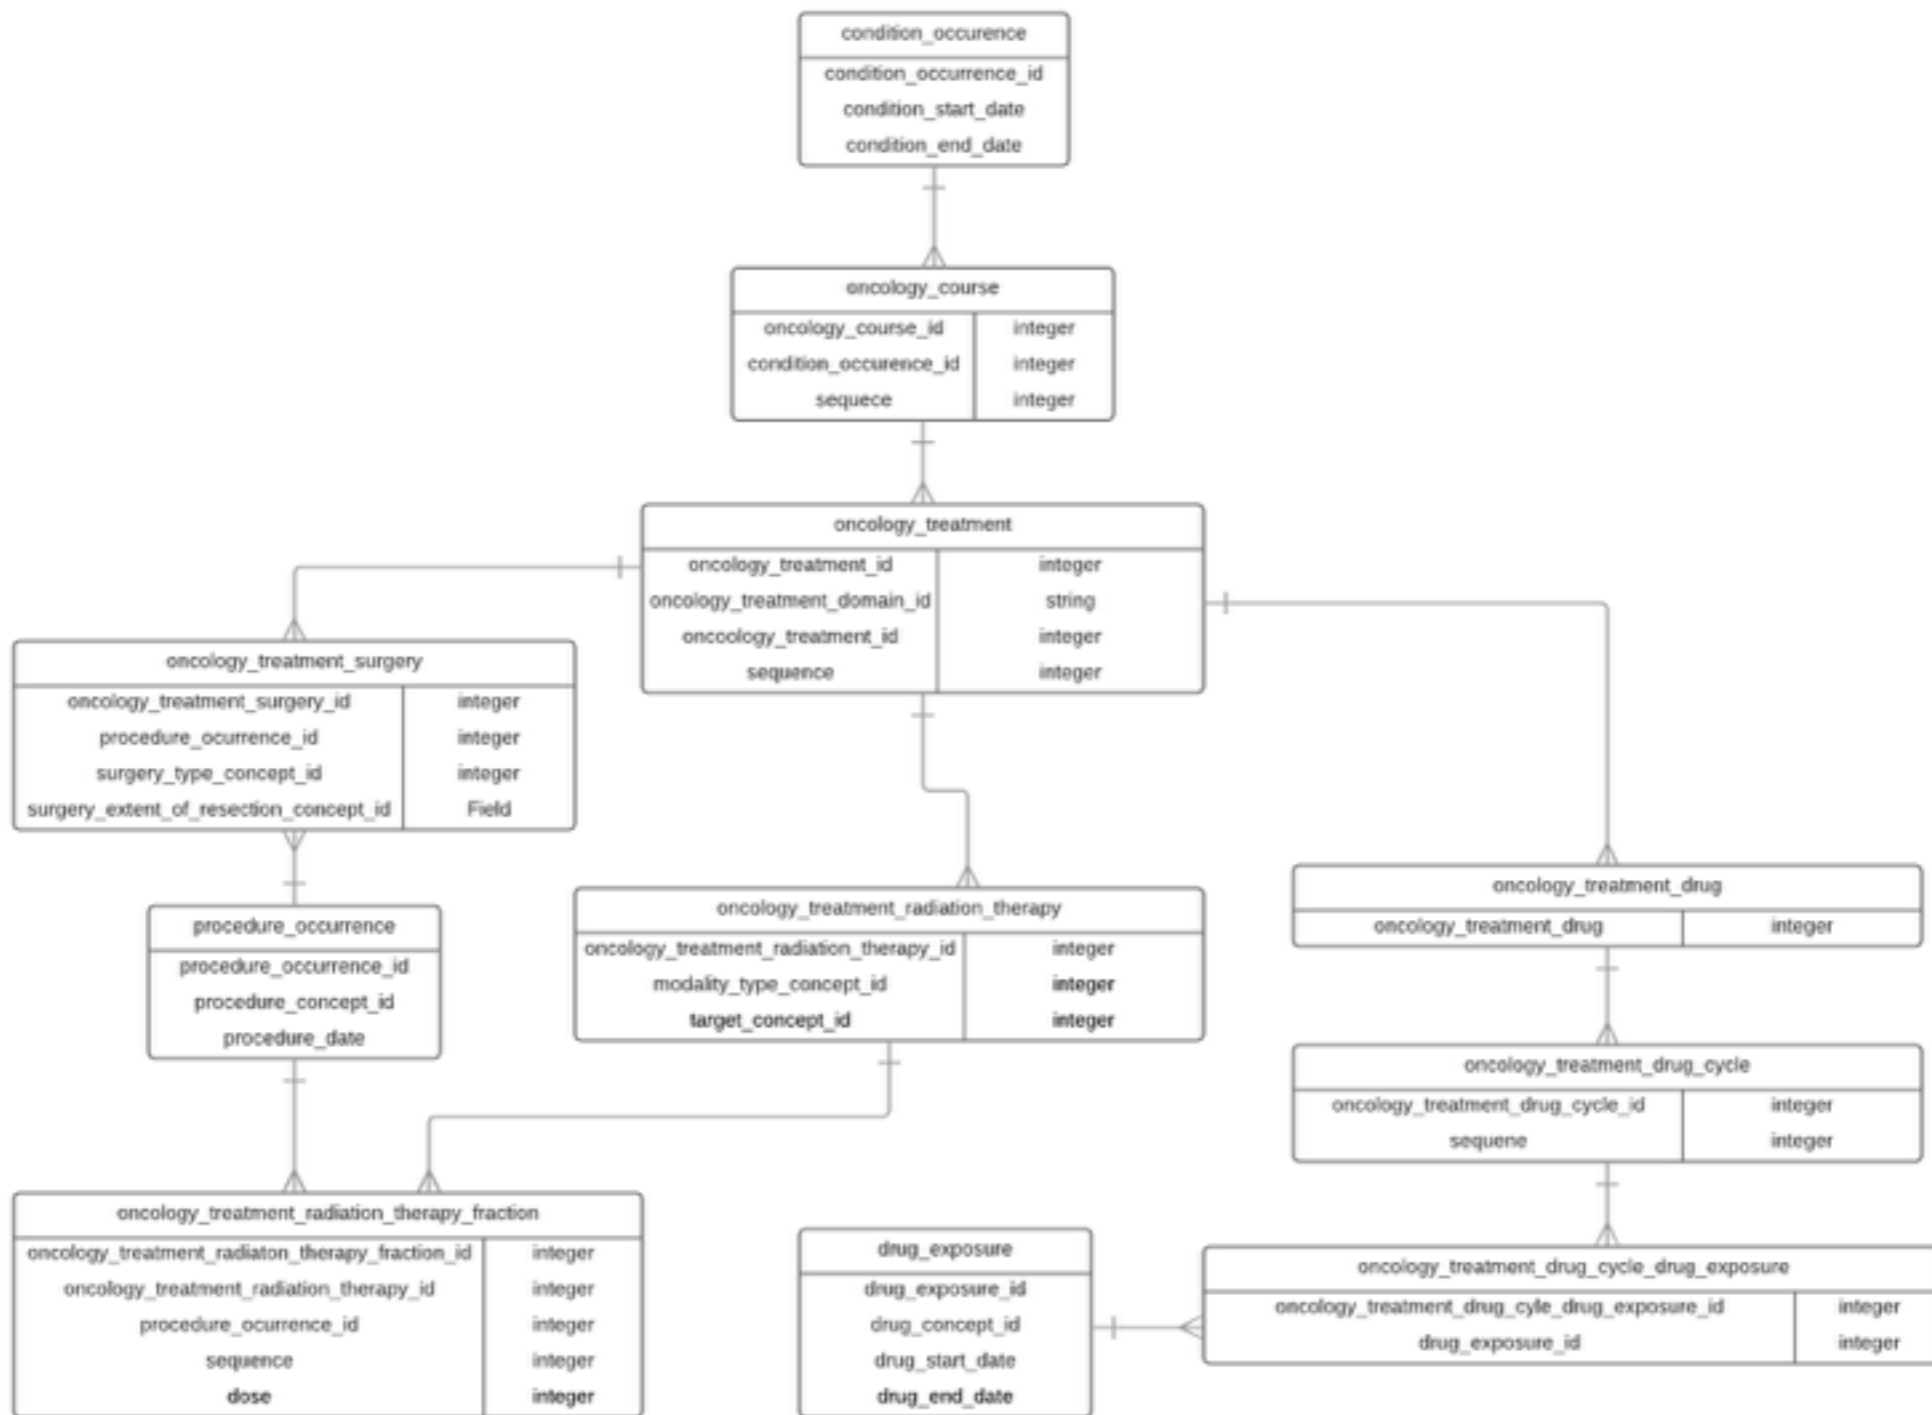 condition_occurence
condition_occurrence_id
condition_start_date
condition_end_date
oncology_course
oncology_course_id integer
condition_occurence_id integer
sequece integer
oncology_treatment
oncology_treatment_id integer
oncology_treatment_domain_id string
oncoology_treatment_id integer
sequence integer
oncology_treatment_surgery
oncology_treatment_surgery_id integer
procedure_ocurrence_id integer
surgery_type_concept_id integer
surgery_extent_of_resection_concept_id Field
procedure_occurrence
procedure_occurrence_id
procedure_concept_id
procedure_date
oncology_treatment_radiation_therapy
oncology_treatment_radiation_therapy_id integer
modality_type_concept_id integer
target_concept_id integer
oncology_treatment_drug
oncology_treatment_drug integer
oncology_treatment_drug_cycle
oncology_treatment_drug_cycle_id integer
sequene integer
oncology_treatment_radiation_therapy_fraction
oncology_treatment_radiaton_therapy_fraction_id integer
oncology_treatment_radiation_therapy_id integer
procedure_ocurrence_id integer
sequence integer
dose integer
drug_exposure
drug_exposure_id
drug_concept_id
drug_start_date
drug_end_date
oncology_treatment_drug_cycle_drug_exposure
oncology_treatment_drug_cyle_drug_exposure_id integer
drug_exposure_id integer